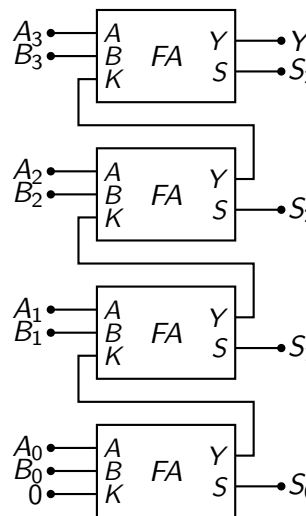 A₃ A Y Y
B₃ B FA
K S S
A₂ A
B₂ B FA Y
K S S
A₁ A
B₁ B FA Y
K S S
A₀ A
B₀ B FA Y
0 K S S